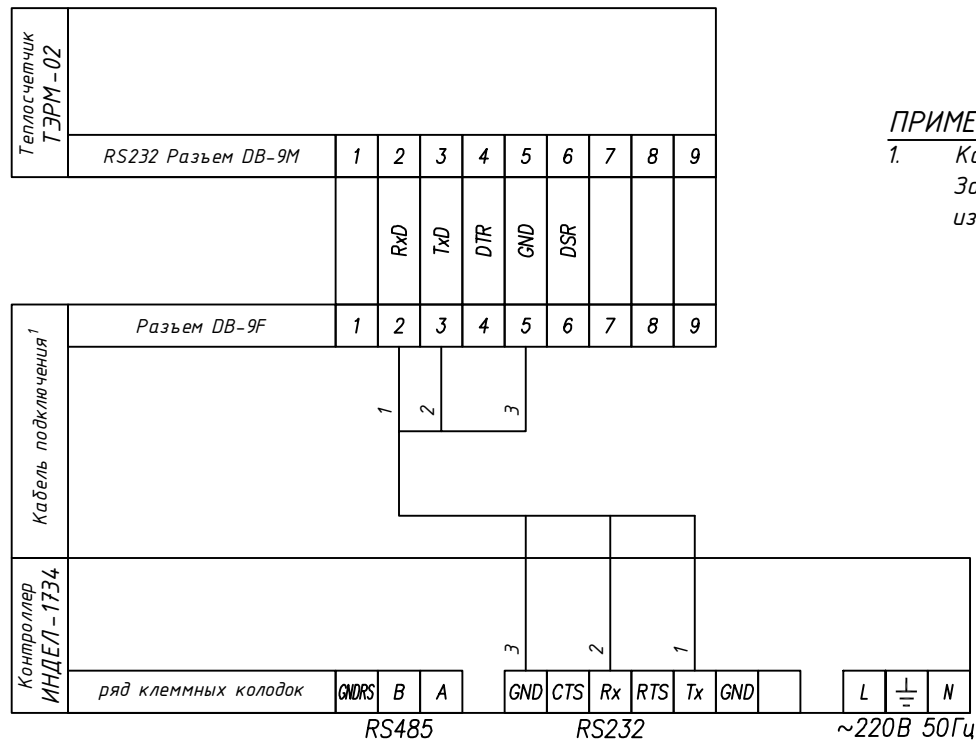 Теплосчетчик
ТЭРМ-02
RS232 Разъем DB-9M 1 2 3 4 5 6 7 8 9
RxD TxD DTR GND DSR
Разъем DB-9F 1 2 3 4 5 6 7 8 9
Кабель подключения¹
1 2 3
Контроллер
ИНДЕЛ-1734
3 2 1
ряд клеммных колодок GNDRS B A GND CTS Rx RTS Tx GND L N
RS485 RS232 ~220В 50Гц
ПРИМЕ
1. Ка
За
из